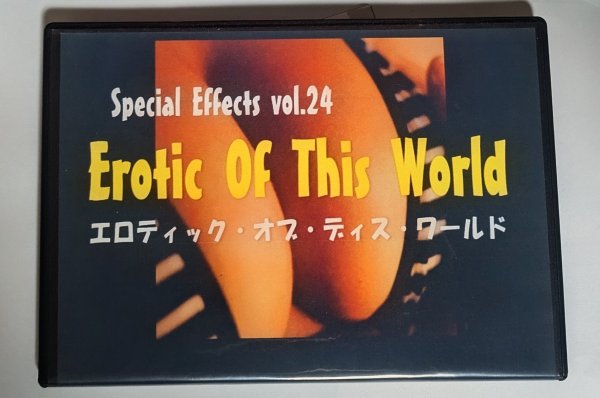 Special Effects vol.24
Erotic Of This World
エロティック・オブ・ディス・ワールド